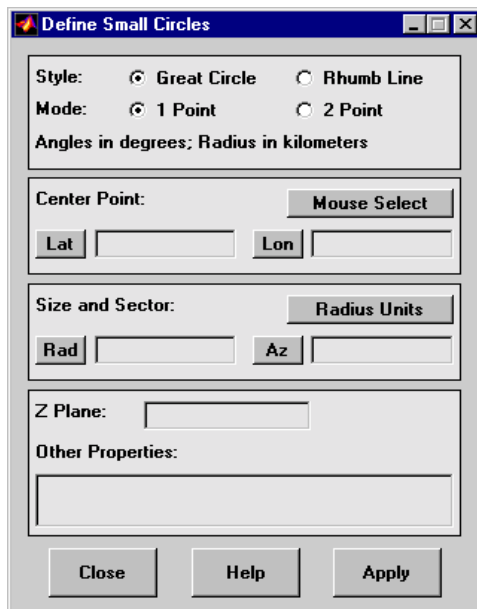 Define Small Circles
Style: Great Circle Rhumb Line
Mode: 1 Point 2 Point
Angles in degrees; Radius in kilometers
Center Point: Mouse Select
Lat Lon
Size and Sector: Radius Units
Rad Az
Z Plane:
Other Properties:
Close Help Apply